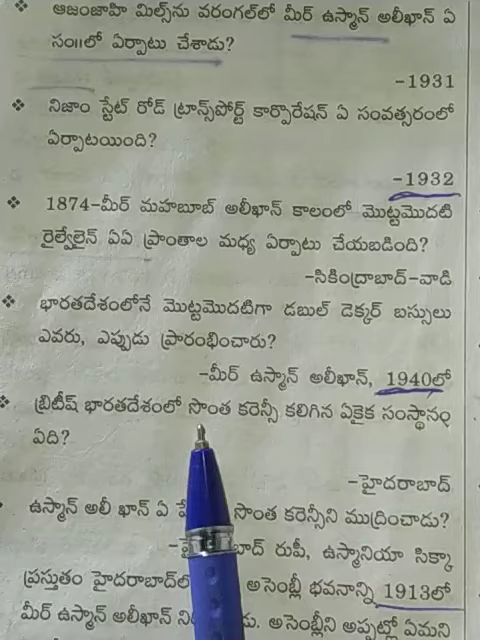 ❖ ఆజంజాహి మిల్స్‌ను వరంగల్‌లో మీర్ ఉస్మాన్ అలీఖాన్ ఏ
సం॥లో ఏర్పాటు చేశాడు?
–1931
❖ నిజాం స్టేట్ రోడ్ ట్రాన్స్‌పోర్ట్ కార్పొరేషన్ ఏ సంవత్సరంలో
ఏర్పాటయింది?
–1932
❖ 1874–మీర్ మహబూబ్ అలీఖాన్ కాలంలో మొట్టమొదటి
రైల్వేలైన్ ఏఏ ప్రాంతాల మధ్య ఏర్పాటు చేయబడింది?
–సికింద్రాబాద్–వాడి
❖ భారతదేశంలోనే మొట్టమొదటిగా డబుల్ డెక్కర్ బస్సులు
ఎవరు, ఎప్పుడు ప్రారంభించారు?
–మీర్ ఉస్మాన్ అలీఖాన్, 1940లో
❖ బ్రిటీష్ భారతదేశంలో సొంత కరెన్సీ కలిగిన ఏకైక సంస్థానం
ఏది?
–హైదరాబాద్
ఉస్మాన్ అలీ ఖాన్ ఏ సొంత కరెన్సీని ముద్రించాడు?
రుపీ, ఉస్మానియా సిక్కా
ప్రస్తుతం హైదరాబాద్‌లో అసెంబ్లీ భవనాన్ని 1913లో
మీర్ ఉస్మాన్ అలీఖాన్ అసెంబ్లీని అప్పట్లో ఏమని